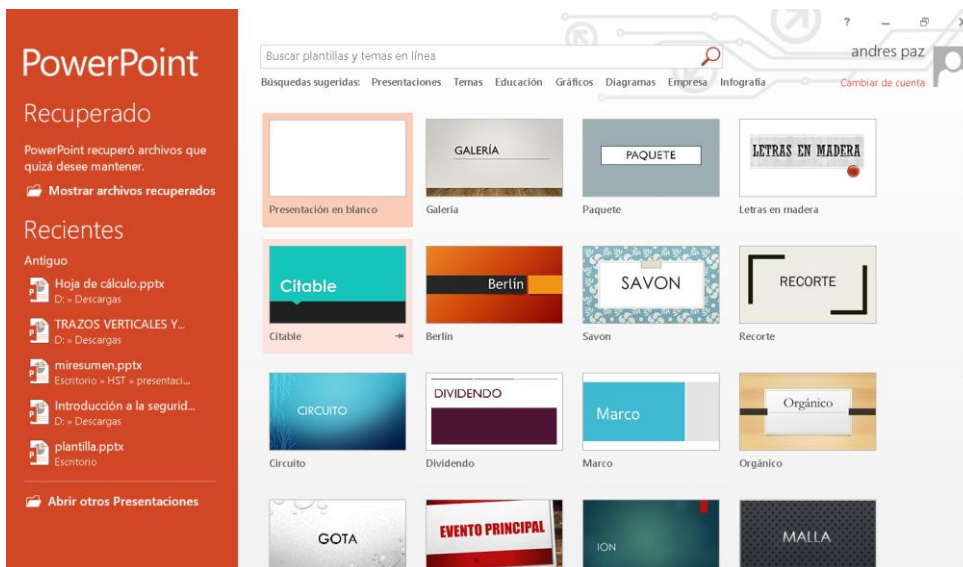 PowerPoint
Recuperado
PowerPoint recuperó archivos que
quizá desee mantener.
Mostrar archivos recuperados
Recientes
Antiguo
Hoja de cálculo.pptx
D: » Descargas
TRAZOS VERTICALES Y...
D: » Descargas
miresumen.pptx
Escritorio » HST » presentaci...
Introducción a la segurid...
D: » Descargas
plantilla.pptx
Escritorio
Abrir otros Presentaciones
?
andres paz
Cambiar de cuenta
Buscar plantillas y temas en línea
Búsquedas sugeridas: Presentaciones Temas Educación Gráficos Diagramas Empresa Infografía
Presentación en blanco
GALERÍA
Galería
PAQUETE
Paquete
LETRAS EN MADERA
Letras en madera
Citable
Citable
Berlín
Berlín
SAVON
Savon
RECORTE
Recorte
CIRCUITO
Circuito
DIVIDENDO
Dividendo
Marco
Marco
Orgánico
Orgánico
GOTA
EVENTO PRINCIPAL
ION
MALLA